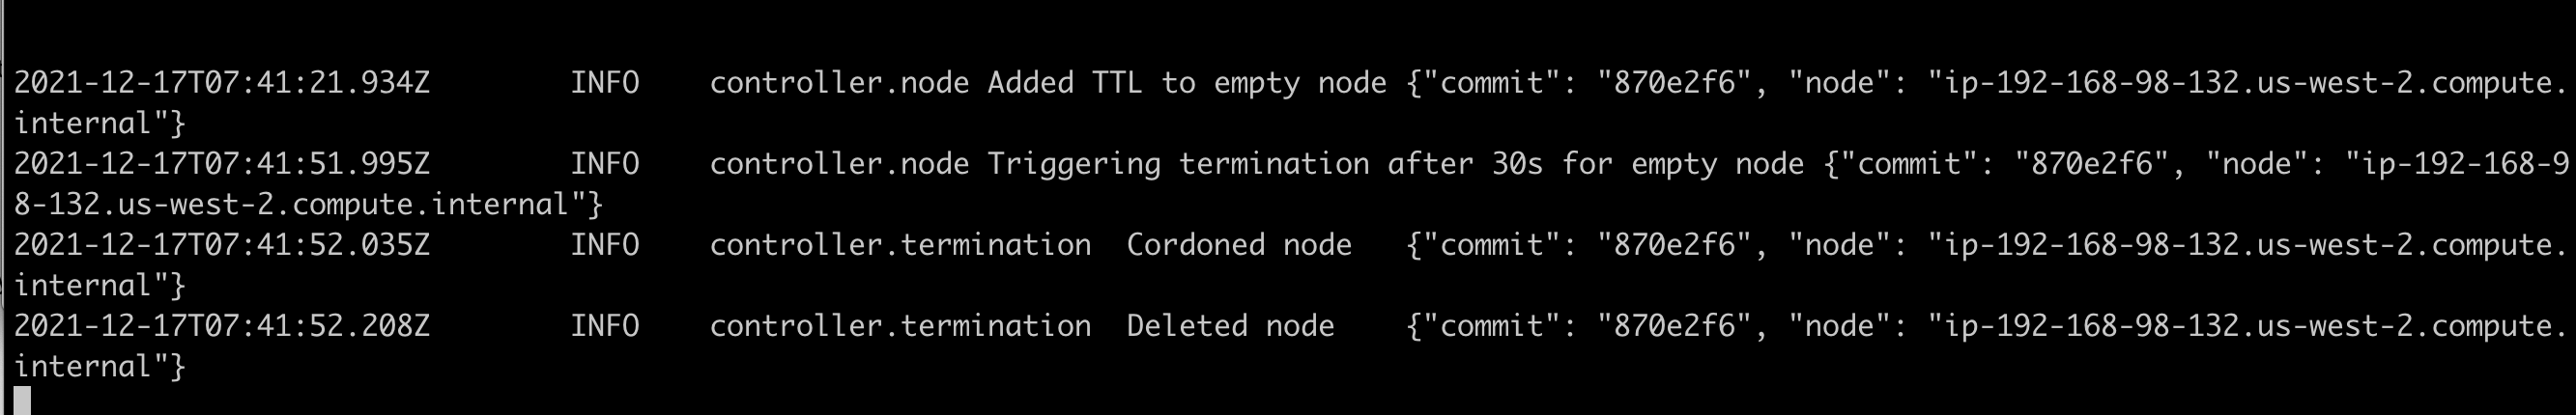 2021-12-17T07:41:21.934Z        INFO    controller.node Added TTL to empty node {"commit": "870e2f6", "node": "ip-192-168-98-132.us-west-2.compute.
internal"}
2021-12-17T07:41:51.995Z        INFO    controller.node Triggering termination after 30s for empty node {"commit": "870e2f6", "node": "ip-192-168-9
8-132.us-west-2.compute.internal"}
2021-12-17T07:41:52.035Z        INFO    controller.termination  Cordoned node   {"commit": "870e2f6", "node": "ip-192-168-98-132.us-west-2.compute.
internal"}
2021-12-17T07:41:52.208Z        INFO    controller.termination  Deleted node    {"commit": "870e2f6", "node": "ip-192-168-98-132.us-west-2.compute.
internal"}